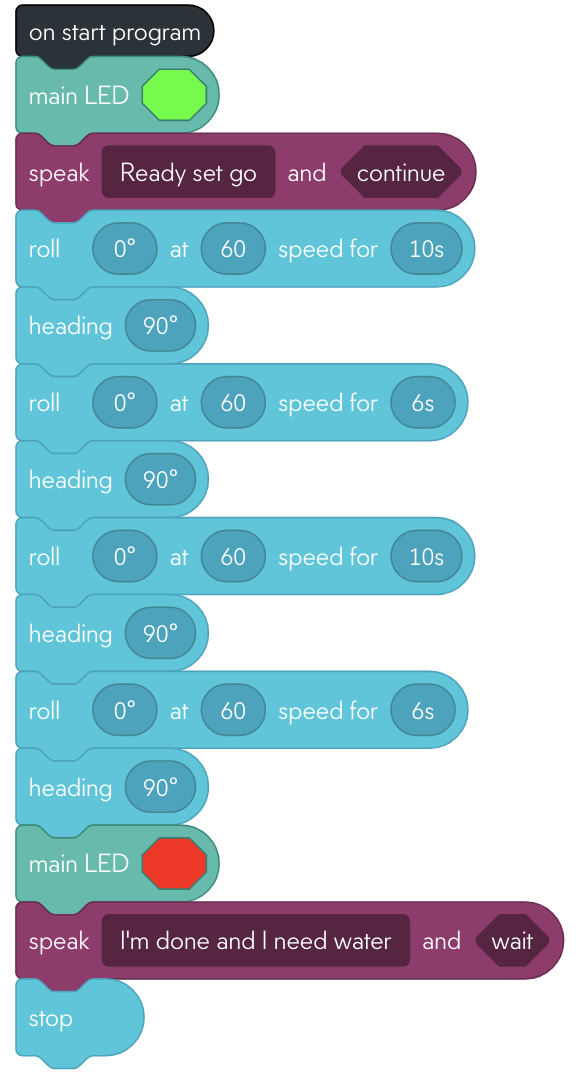 on start program
main LED
speak Ready set go and continue
roll 0° at 60 speed for 10s
heading 90°
roll 0° at 60 speed for 6s
heading 90°
roll 0° at 60 speed for 10s
heading 90°
roll 0° at 60 speed for 6s
heading 90°
main LED
speak I'm done and I need water and wait
stop